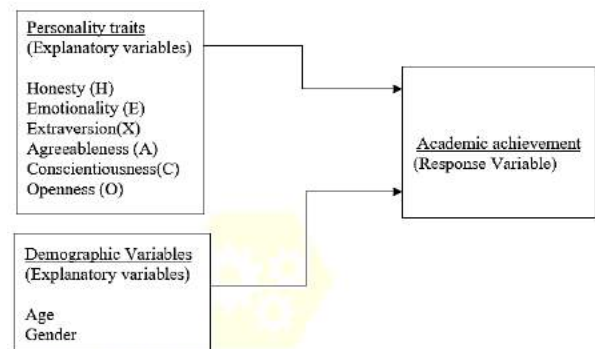 Personality traits
(Explanatory variables)
Honesty (H)
Emotionality (E)
Extraversion(X)
Agreeableness (A)
Conscientiousness(C)
Openness (O)
Academic achievement
(Response Variable)
Demographic Variables
(Explanatory variables)
Age
Gender